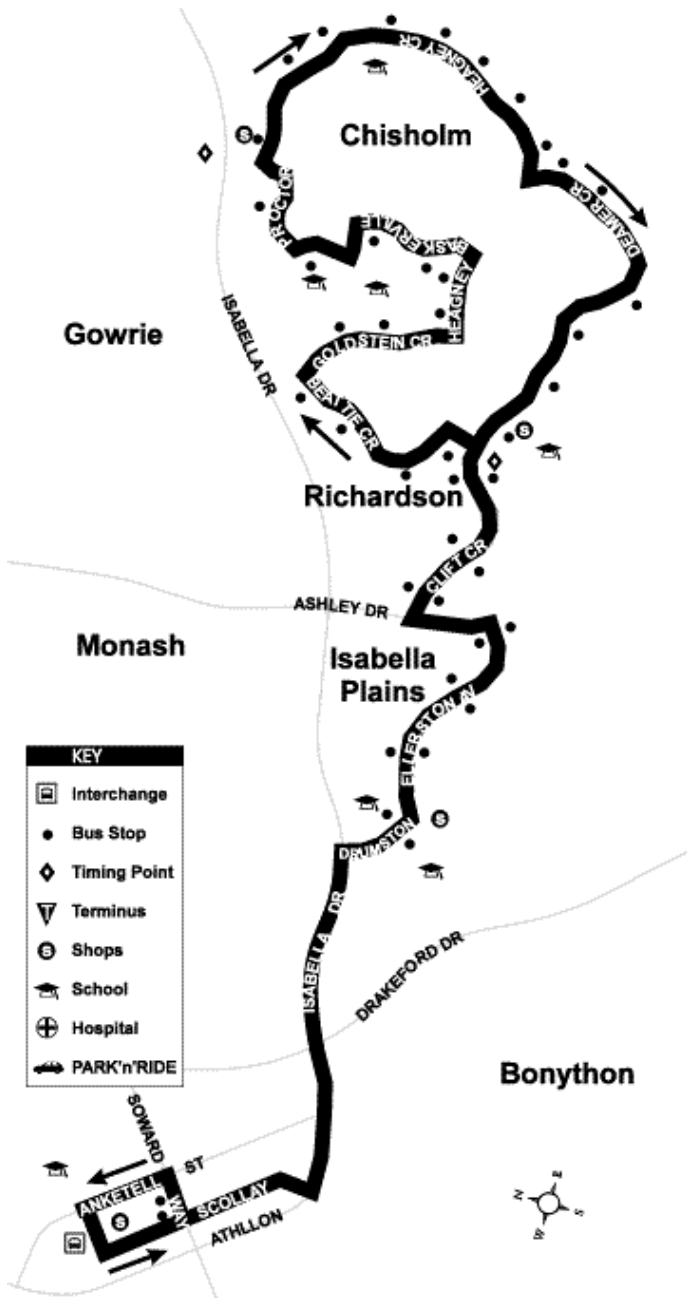 HEAGNEY CR
Chisholm
PROCTOR
BASKERVILLE
DEAMER CR
HEAGNEY
ISABELLA DR
Gowrie
GOLDSTEIN CR.
BEATTIE CR
S
S
Richardson
CLIFT CR
ASHLEY DR
Monash
Isabella
Plains
ELLERSTON AV
KEY
Interchange
Bus Stop
Timing Point
T
Terminus
S
Shops
School
Hospital
PARK'n'RIDE
S
DRUMSTON
ISABELLA DR
DRAKEFORD DR
Bonython
SOWARD
WAY
ANKETELL
ST
S
SCOLLAY
ATHLLON
N
E
S
W